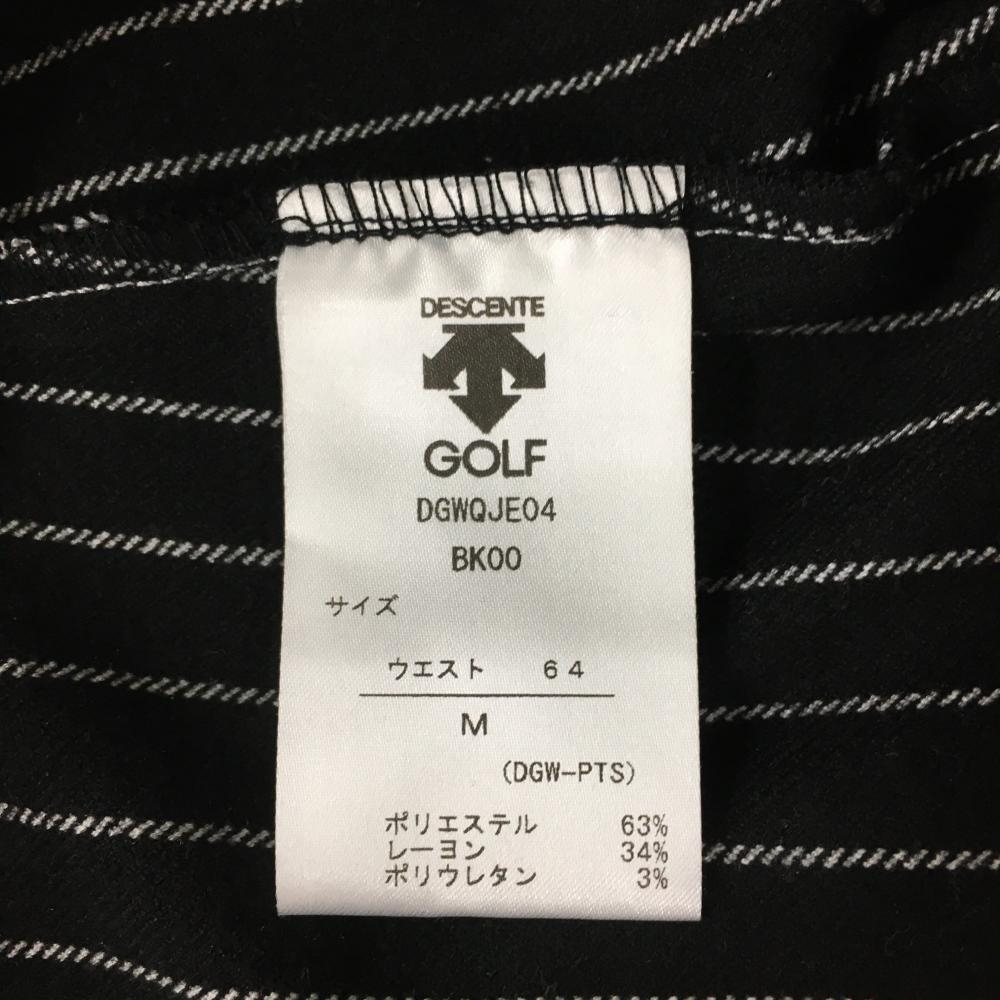 DESCENTE
GOLF
DGWQJE04
BK00
サイズ
ウエスト 64
M
(DGW-PTS)
ポリエステル 63%
レーヨン 34%
ポリウレタン 3%